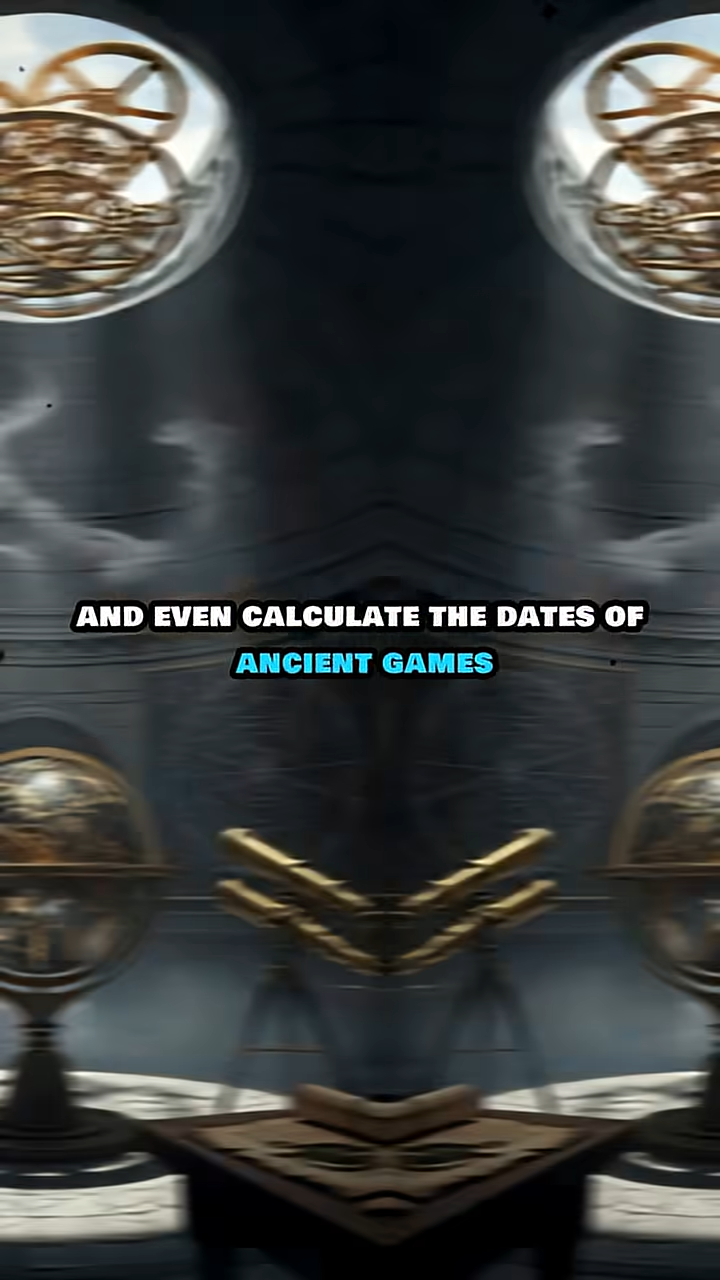 AND EVEN CALCULATE THE DATES OF
ANCIENT GAMES